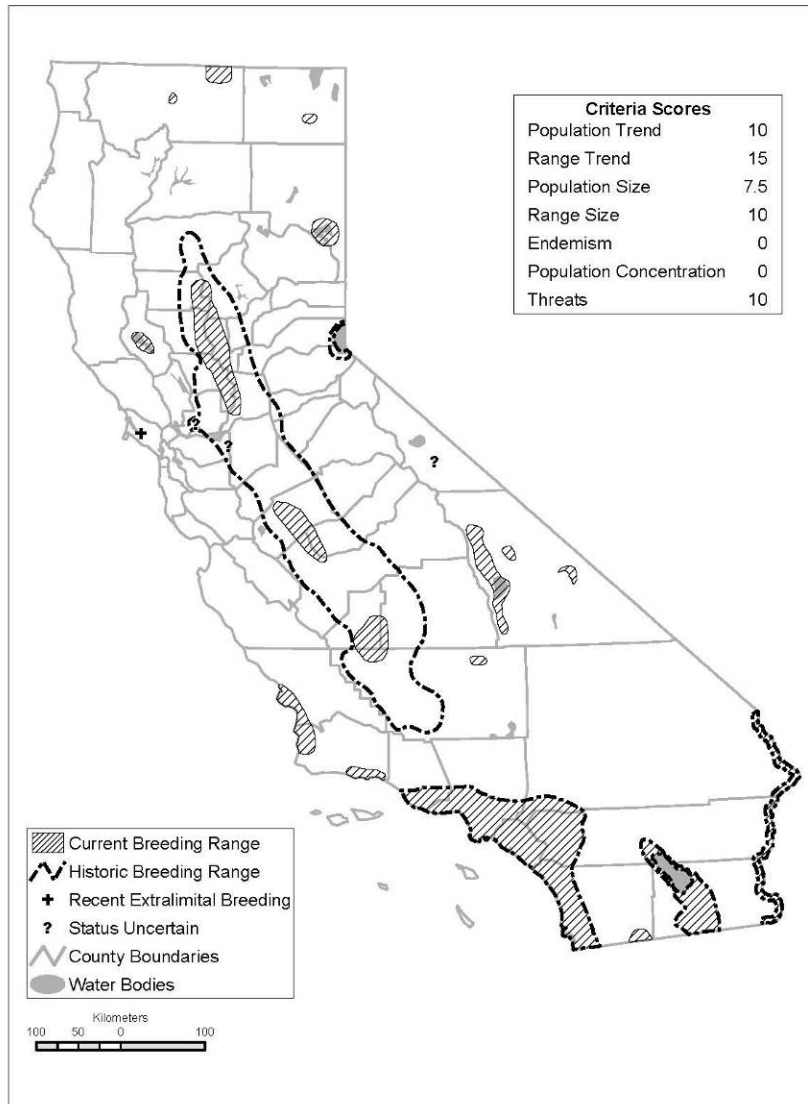 Criteria Scores
Population Trend 10
Range Trend 15
Population Size 7.5
Range Size 10
Endemism 0
Population Concentration 0
Threats 10
?
?
?
Current Breeding Range
Historic Breeding Range
+ Recent Extralimital Breeding
? Status Uncertain
County Boundaries
Water Bodies
Kilometers
100 50 0 100